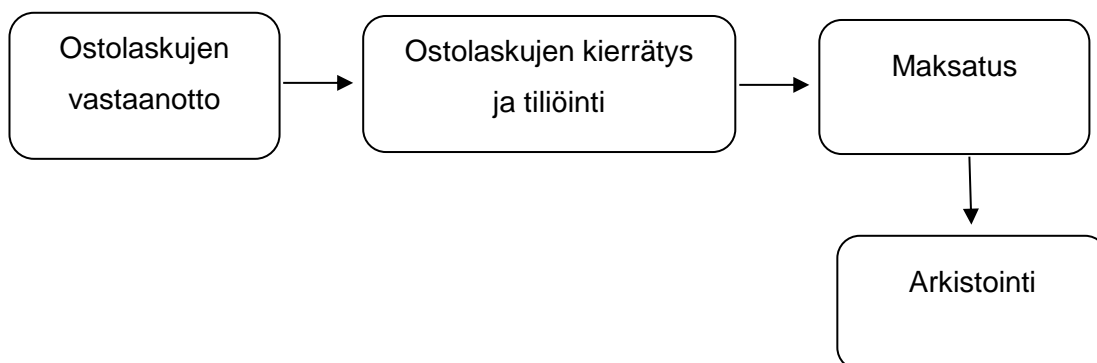 Ostolaskujen
vastaanotto
Ostolaskujen kierrätys
ja tiliöinti
Maksatus
Arkistointi